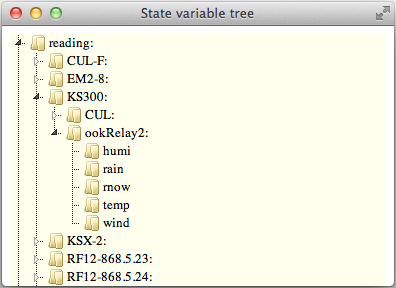 State variable tree
reading:
CUL-F:
EM2-8:
KS300:
CUL:
ookRelay2:
humi
rain
rnow
temp
wind
KSX-2:
RF12-868.5.23:
RF12-868.5.24: